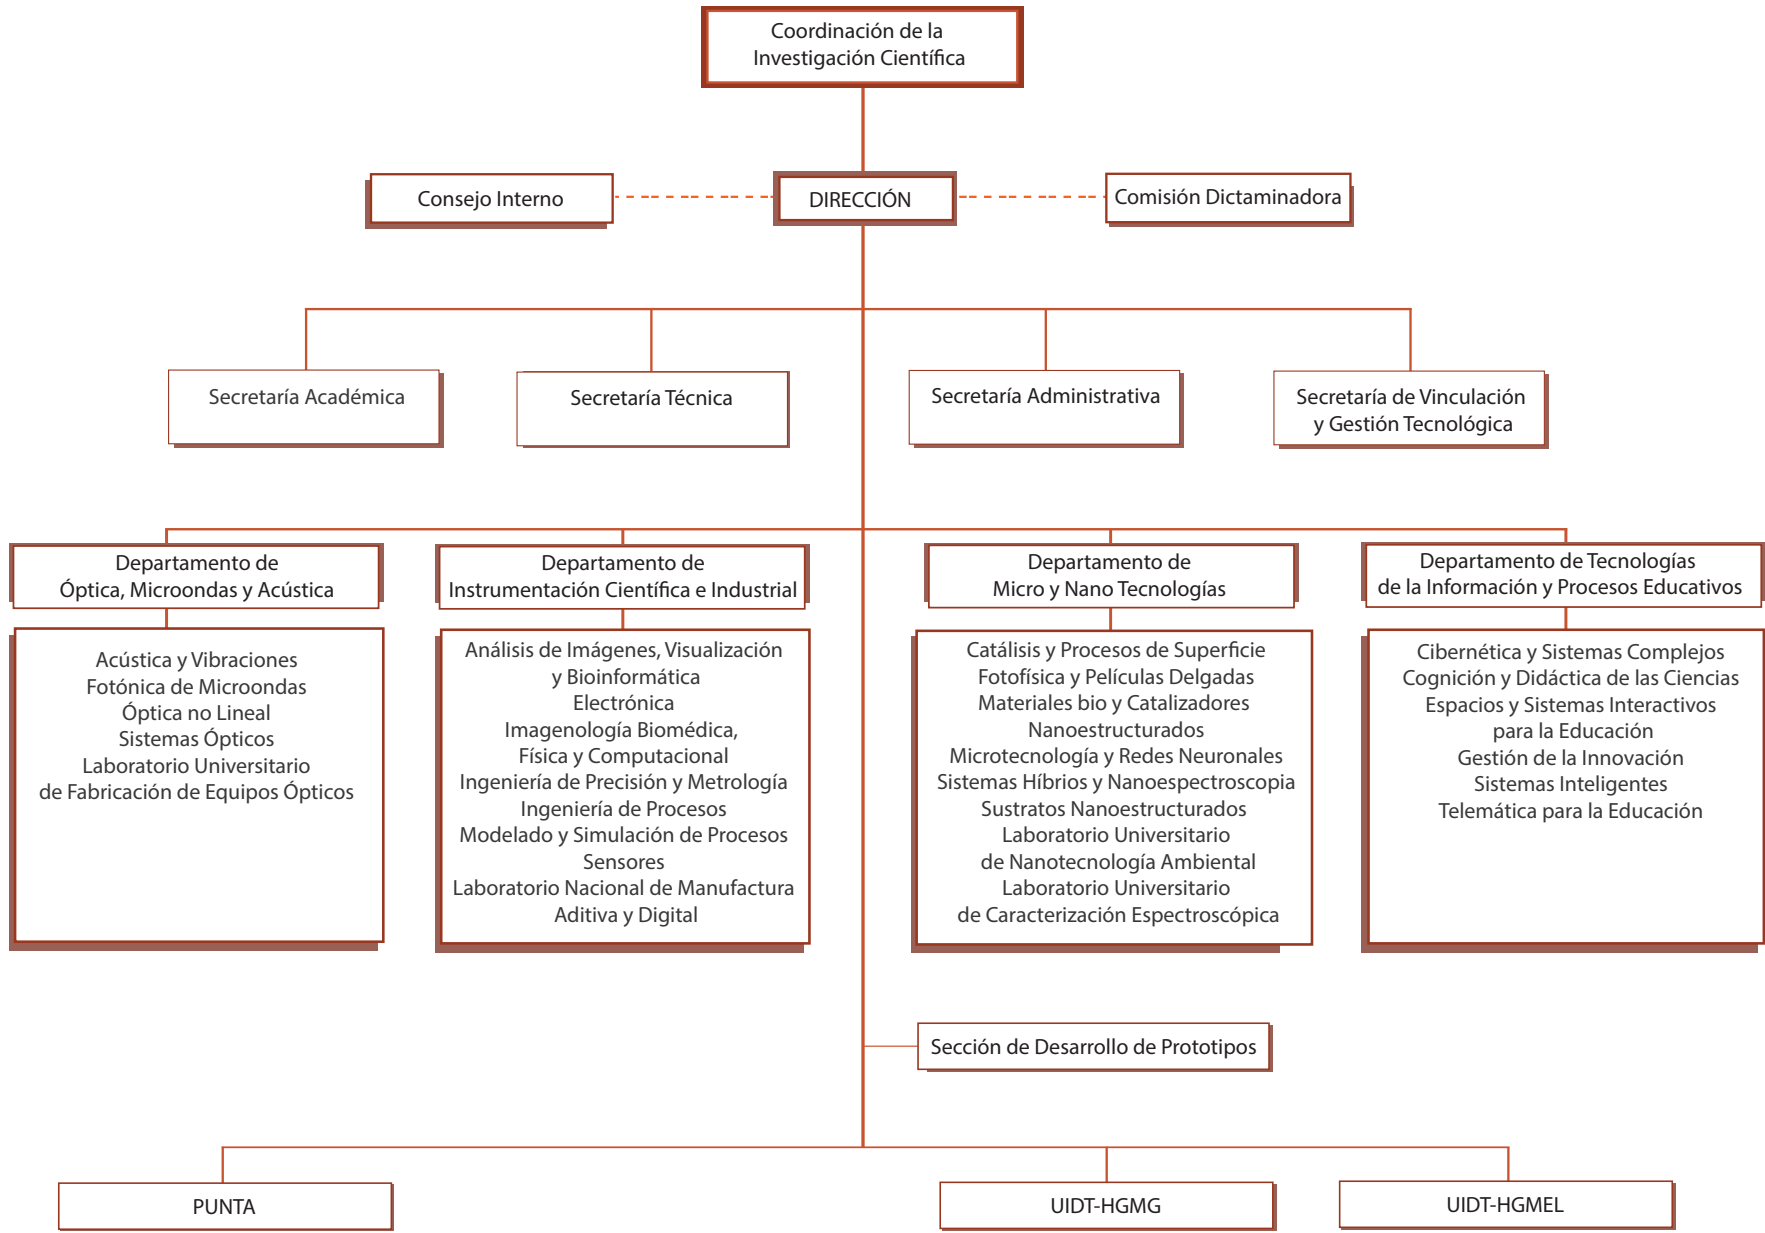 Coordinación de la
Investigación Científica
Consejo Interno
DIRECCIÓN
Comisión Dictaminadora
Secretaría Académica
Secretaría Técnica
Secretaría Administrativa
Secretaría de Vinculación
y Gestión Tecnológica
Departamento de
Óptica, Microondas y Acústica
Departamento de
Instrumentación Científica e Industrial
Departamento de
Micro y Nano Tecnologías
Departamento de Tecnologías
de la Información y Procesos Educativos
Acústica y Vibraciones
Fotónica de Microondas
Óptica no Lineal
Sistemas Ópticos
Laboratorio Universitario
de Fabricación de Equipos Ópticos
Análisis de Imágenes, Visualización
y Bioinformática
Electrónica
Imagenología Biomédica,
Física y Computacional
Ingeniería de Precisión y Metrología
Ingeniería de Procesos
Modelado y Simulación de Procesos
Sensores
Laboratorio Nacional de Manufactura
Aditiva y Digital
Catálisis y Procesos de Superficie
Fotofísica y Películas Delgadas
Materiales bio y Catalizadores
Nanoestructurados
Microtecnología y Redes Neuronales
Sistemas Híbrios y Nanoespectroscopia
Sustratos Nanoestructurados
Laboratorio Universitario
de Nanotecnología Ambiental
Laboratorio Universitario
de Caracterización Espectroscópica
Cibernética y Sistemas Complejos
Cognición y Didáctica de las Ciencias
Espacios y Sistemas Interactivos
para la Educación
Gestión de la Innovación
Sistemas Inteligentes
Telemática para la Educación
Sección de Desarrollo de Prototipos
PUNTA
UIDT-HGMG
UIDT-HGMEL